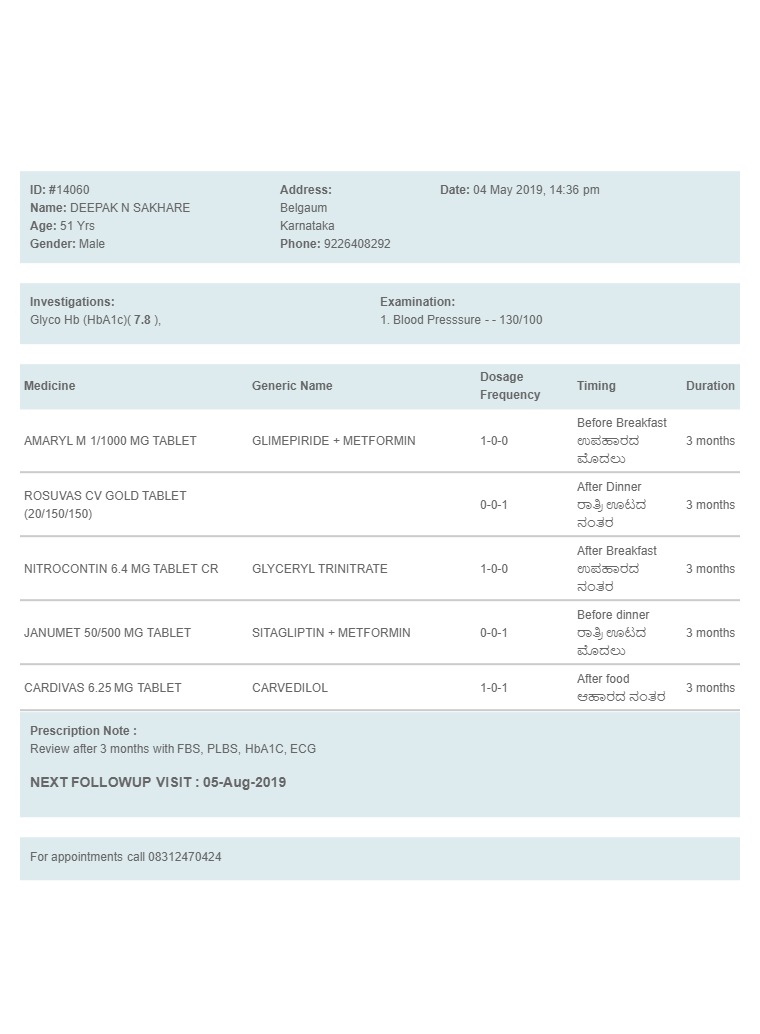 ID: #14060
Name: DEEPAK N SAKHARE
Age: 51 Yrs
Gender: Male
Address:
Belgaum
Karnataka
Phone: 9226408292
Date: 04 May 2019, 14:36 pm
Investigations:
Glyco Hb (HbA1c)( 7.8 ),
Examination:
1. Blood Presssure - - 130/100
Medicine Generic Name Dosage Frequency Timing Duration
AMARYL M 1/1000 MG TABLET GLIMEPIRIDE + METFORMIN 1-0-0 Before Breakfast 3 months
ಉಪಹಾರದ
ಮೊದಲು
ROSUVAS CV GOLD TABLET
(20/150/150) 0-0-1 After Dinner 3 months
ರಾತ್ರಿ ಊಟದ
ನಂತರ
NITROCONTIN 6.4 MG TABLET CR GLYCERYL TRINITRATE 1-0-0 After Breakfast 3 months
ಉಪಹಾರದ
ನಂತರ
JANUMET 50/500 MG TABLET SITAGLIPTIN + METFORMIN 0-0-1 Before dinner 3 months
ರಾತ್ರಿ ಊಟದ
ಮೊದಲು
CARDIVAS 6.25 MG TABLET CARVEDILOL 1-0-1 After food 3 months
ಆಹಾರದ ನಂತರ
Prescription Note :
Review after 3 months with FBS, PLBS, HbA1C, ECG
NEXT FOLLOWUP VISIT : 05-Aug-2019
For appointments call 08312470424